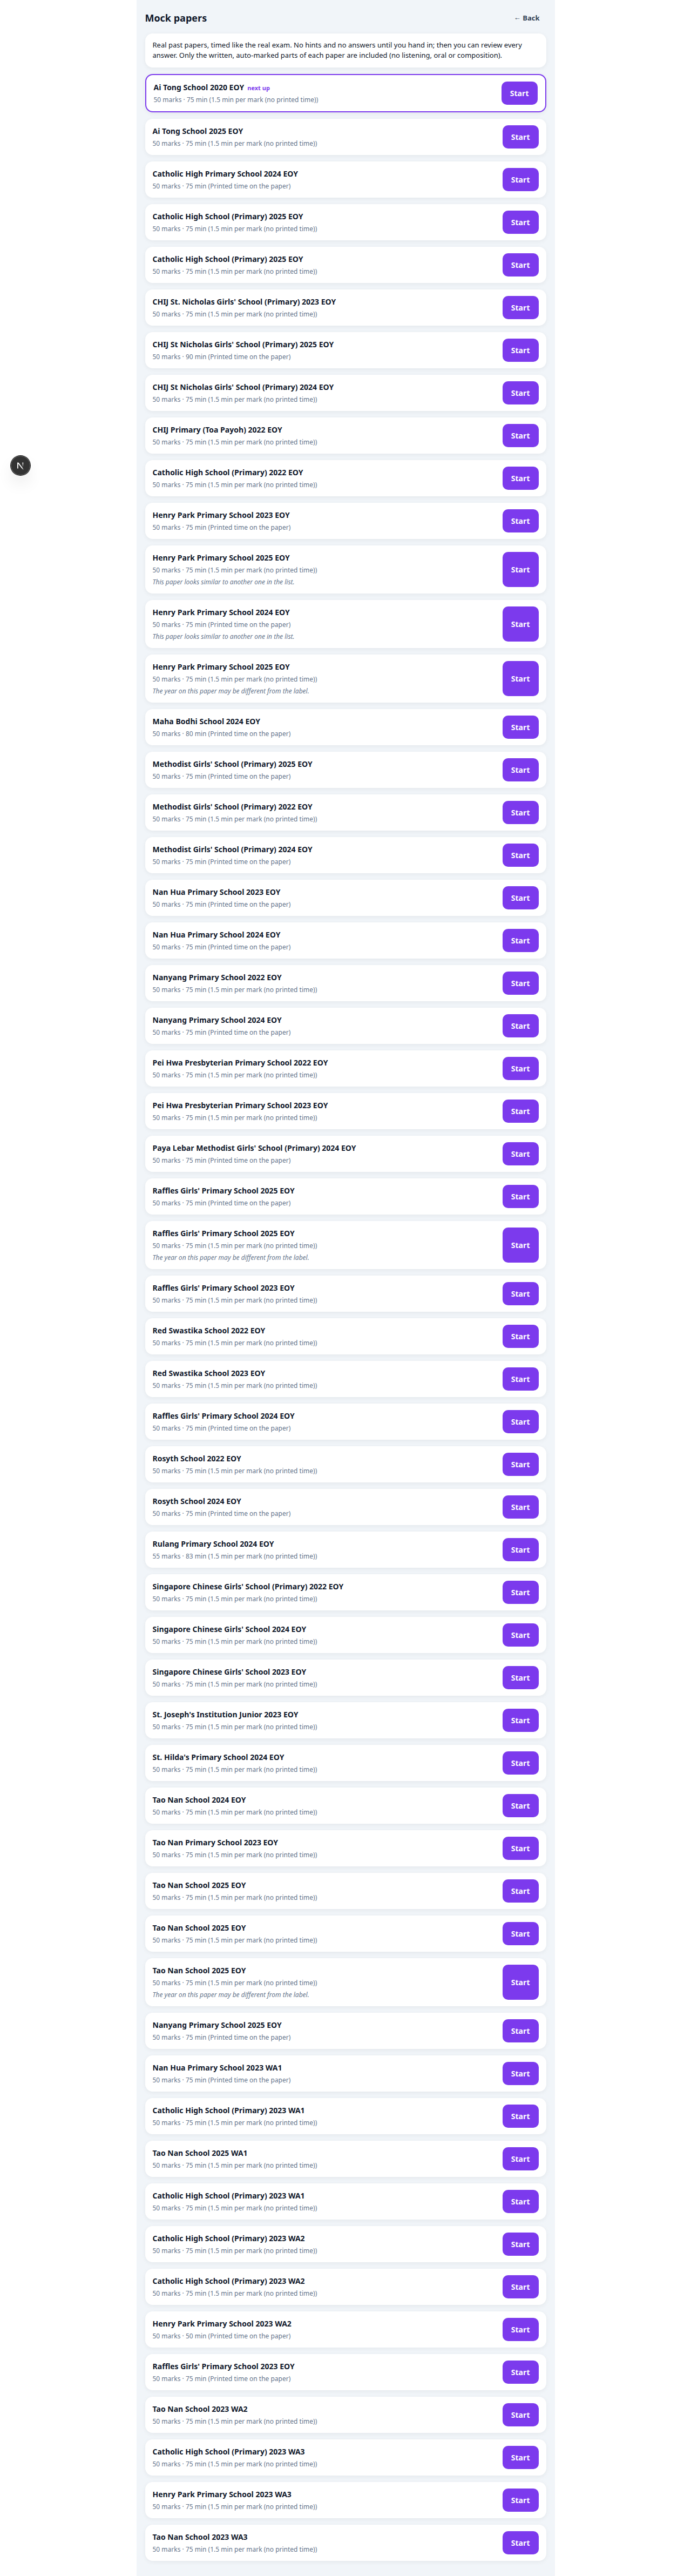 Mock papers
← Back
Real past papers, timed like the real exam. No hints and no answers until you hand in; then you can review every
answer. Only the written, auto-marked parts of each paper are included (no listening, oral or composition).
Ai Tong School 2020 EOY next up
50 marks · 75 min (1.5 min per mark (no printed time))
Start
Ai Tong School 2025 EOY
50 marks · 75 min (1.5 min per mark (no printed time))
Start
Catholic High Primary School 2024 EOY
50 marks · 75 min (Printed time on the paper)
Start
Catholic High School (Primary) 2025 EOY
50 marks · 75 min (1.5 min per mark (no printed time))
Start
Catholic High School (Primary) 2025 EOY
50 marks · 75 min (1.5 min per mark (no printed time))
Start
CHIJ St. Nicholas Girls' School (Primary) 2023 EOY
50 marks · 75 min (1.5 min per mark (no printed time))
Start
CHIJ St Nicholas Girls' School (Primary) 2025 EOY
50 marks · 90 min (Printed time on the paper)
Start
CHIJ St Nicholas Girls' School (Primary) 2024 EOY
50 marks · 75 min (1.5 min per mark (no printed time))
Start
CHIJ Primary (Toa Payoh) 2022 EOY
50 marks · 75 min (1.5 min per mark (no printed time))
Start
N
Catholic High School (Primary) 2022 EOY
50 marks · 75 min (1.5 min per mark (no printed time))
Start
Henry Park Primary School 2023 EOY
50 marks · 75 min (Printed time on the paper)
Start
Henry Park Primary School 2025 EOY
50 marks · 75 min (1.5 min per mark (no printed time))
This paper looks similar to another one in the list.
Start
Henry Park Primary School 2024 EOY
50 marks · 75 min (Printed time on the paper)
This paper looks similar to another one in the list.
Start
Henry Park Primary School 2025 EOY
50 marks · 75 min (1.5 min per mark (no printed time))
The year on this paper may be different from the label.
Start
Maha Bodhi School 2024 EOY
50 marks · 80 min (Printed time on the paper)
Start
Methodist Girls' School (Primary) 2025 EOY
50 marks · 75 min (Printed time on the paper)
Start
Methodist Girls' School (Primary) 2022 EOY
50 marks · 75 min (1.5 min per mark (no printed time))
Start
Methodist Girls' School (Primary) 2024 EOY
50 marks · 75 min (Printed time on the paper)
Start
Nan Hua Primary School 2023 EOY
50 marks · 75 min (Printed time on the paper)
Start
Nan Hua Primary School 2024 EOY
50 marks · 75 min (Printed time on the paper)
Start
Nanyang Primary School 2022 EOY
50 marks · 75 min (1.5 min per mark (no printed time))
Start
Nanyang Primary School 2024 EOY
50 marks · 75 min (Printed time on the paper)
Start
Pei Hwa Presbyterian Primary School 2022 EOY
50 marks · 75 min (1.5 min per mark (no printed time))
Start
Pei Hwa Presbyterian Primary School 2023 EOY
50 marks · 75 min (1.5 min per mark (no printed time))
Start
Paya Lebar Methodist Girls' School (Primary) 2024 EOY
50 marks · 75 min (Printed time on the paper)
Start
Raffles Girls' Primary School 2025 EOY
50 marks · 75 min (Printed time on the paper)
Start
Raffles Girls' Primary School 2025 EOY
50 marks · 75 min (1.5 min per mark (no printed time))
The year on this paper may be different from the label.
Start
Raffles Girls' Primary School 2023 EOY
50 marks · 75 min (1.5 min per mark (no printed time))
Start
Red Swastika School 2022 EOY
50 marks · 75 min (1.5 min per mark (no printed time))
Start
Red Swastika School 2023 EOY
50 marks · 75 min (1.5 min per mark (no printed time))
Start
Raffles Girls' Primary School 2024 EOY
50 marks · 75 min (Printed time on the paper)
Start
Rosyth School 2022 EOY
50 marks · 75 min (1.5 min per mark (no printed time))
Start
Rosyth School 2024 EOY
50 marks · 75 min (Printed time on the paper)
Start
Rulang Primary School 2024 EOY
55 marks · 83 min (1.5 min per mark (no printed time))
Start
Singapore Chinese Girls' School (Primary) 2022 EOY
50 marks · 75 min (1.5 min per mark (no printed time))
Start
Singapore Chinese Girls' School 2024 EOY
50 marks · 75 min (1.5 min per mark (no printed time))
Start
Singapore Chinese Girls' School 2023 EOY
50 marks · 75 min (1.5 min per mark (no printed time))
Start
St. Joseph's Institution Junior 2023 EOY
50 marks · 75 min (1.5 min per mark (no printed time))
Start
St. Hilda's Primary School 2024 EOY
50 marks · 75 min (1.5 min per mark (no printed time))
Start
Tao Nan School 2024 EOY
50 marks · 75 min (1.5 min per mark (no printed time))
Start
Tao Nan Primary School 2023 EOY
50 marks · 75 min (1.5 min per mark (no printed time))
Start
Tao Nan School 2025 EOY
50 marks · 75 min (1.5 min per mark (no printed time))
Start
Tao Nan School 2025 EOY
50 marks · 75 min (1.5 min per mark (no printed time))
Start
Tao Nan School 2025 EOY
50 marks · 75 min (1.5 min per mark (no printed time))
The year on this paper may be different from the label.
Start
Nanyang Primary School 2025 EOY
50 marks · 75 min (Printed time on the paper)
Start
Nan Hua Primary School 2023 WA1
50 marks · 75 min (Printed time on the paper)
Start
Catholic High School (Primary) 2023 WA1
50 marks · 75 min (1.5 min per mark (no printed time))
Start
Tao Nan School 2025 WA1
50 marks · 75 min (1.5 min per mark (no printed time))
Start
Catholic High School (Primary) 2023 WA1
50 marks · 75 min (1.5 min per mark (no printed time))
Start
Catholic High School (Primary) 2023 WA2
50 marks · 75 min (1.5 min per mark (no printed time))
Start
Catholic High School (Primary) 2023 WA2
50 marks · 75 min (1.5 min per mark (no printed time))
Start
Henry Park Primary School 2023 WA2
50 marks · 50 min (Printed time on the paper)
Start
Raffles Girls' Primary School 2023 EOY
50 marks · 75 min (Printed time on the paper)
Start
Tao Nan School 2023 WA2
50 marks · 75 min (1.5 min per mark (no printed time))
Start
Catholic High School (Primary) 2023 WA3
50 marks · 75 min (1.5 min per mark (no printed time))
Start
Henry Park Primary School 2023 WA3
50 marks · 75 min (1.5 min per mark (no printed time))
Start
Tao Nan School 2023 WA3
50 marks · 75 min (1.5 min per mark (no printed time))
Start